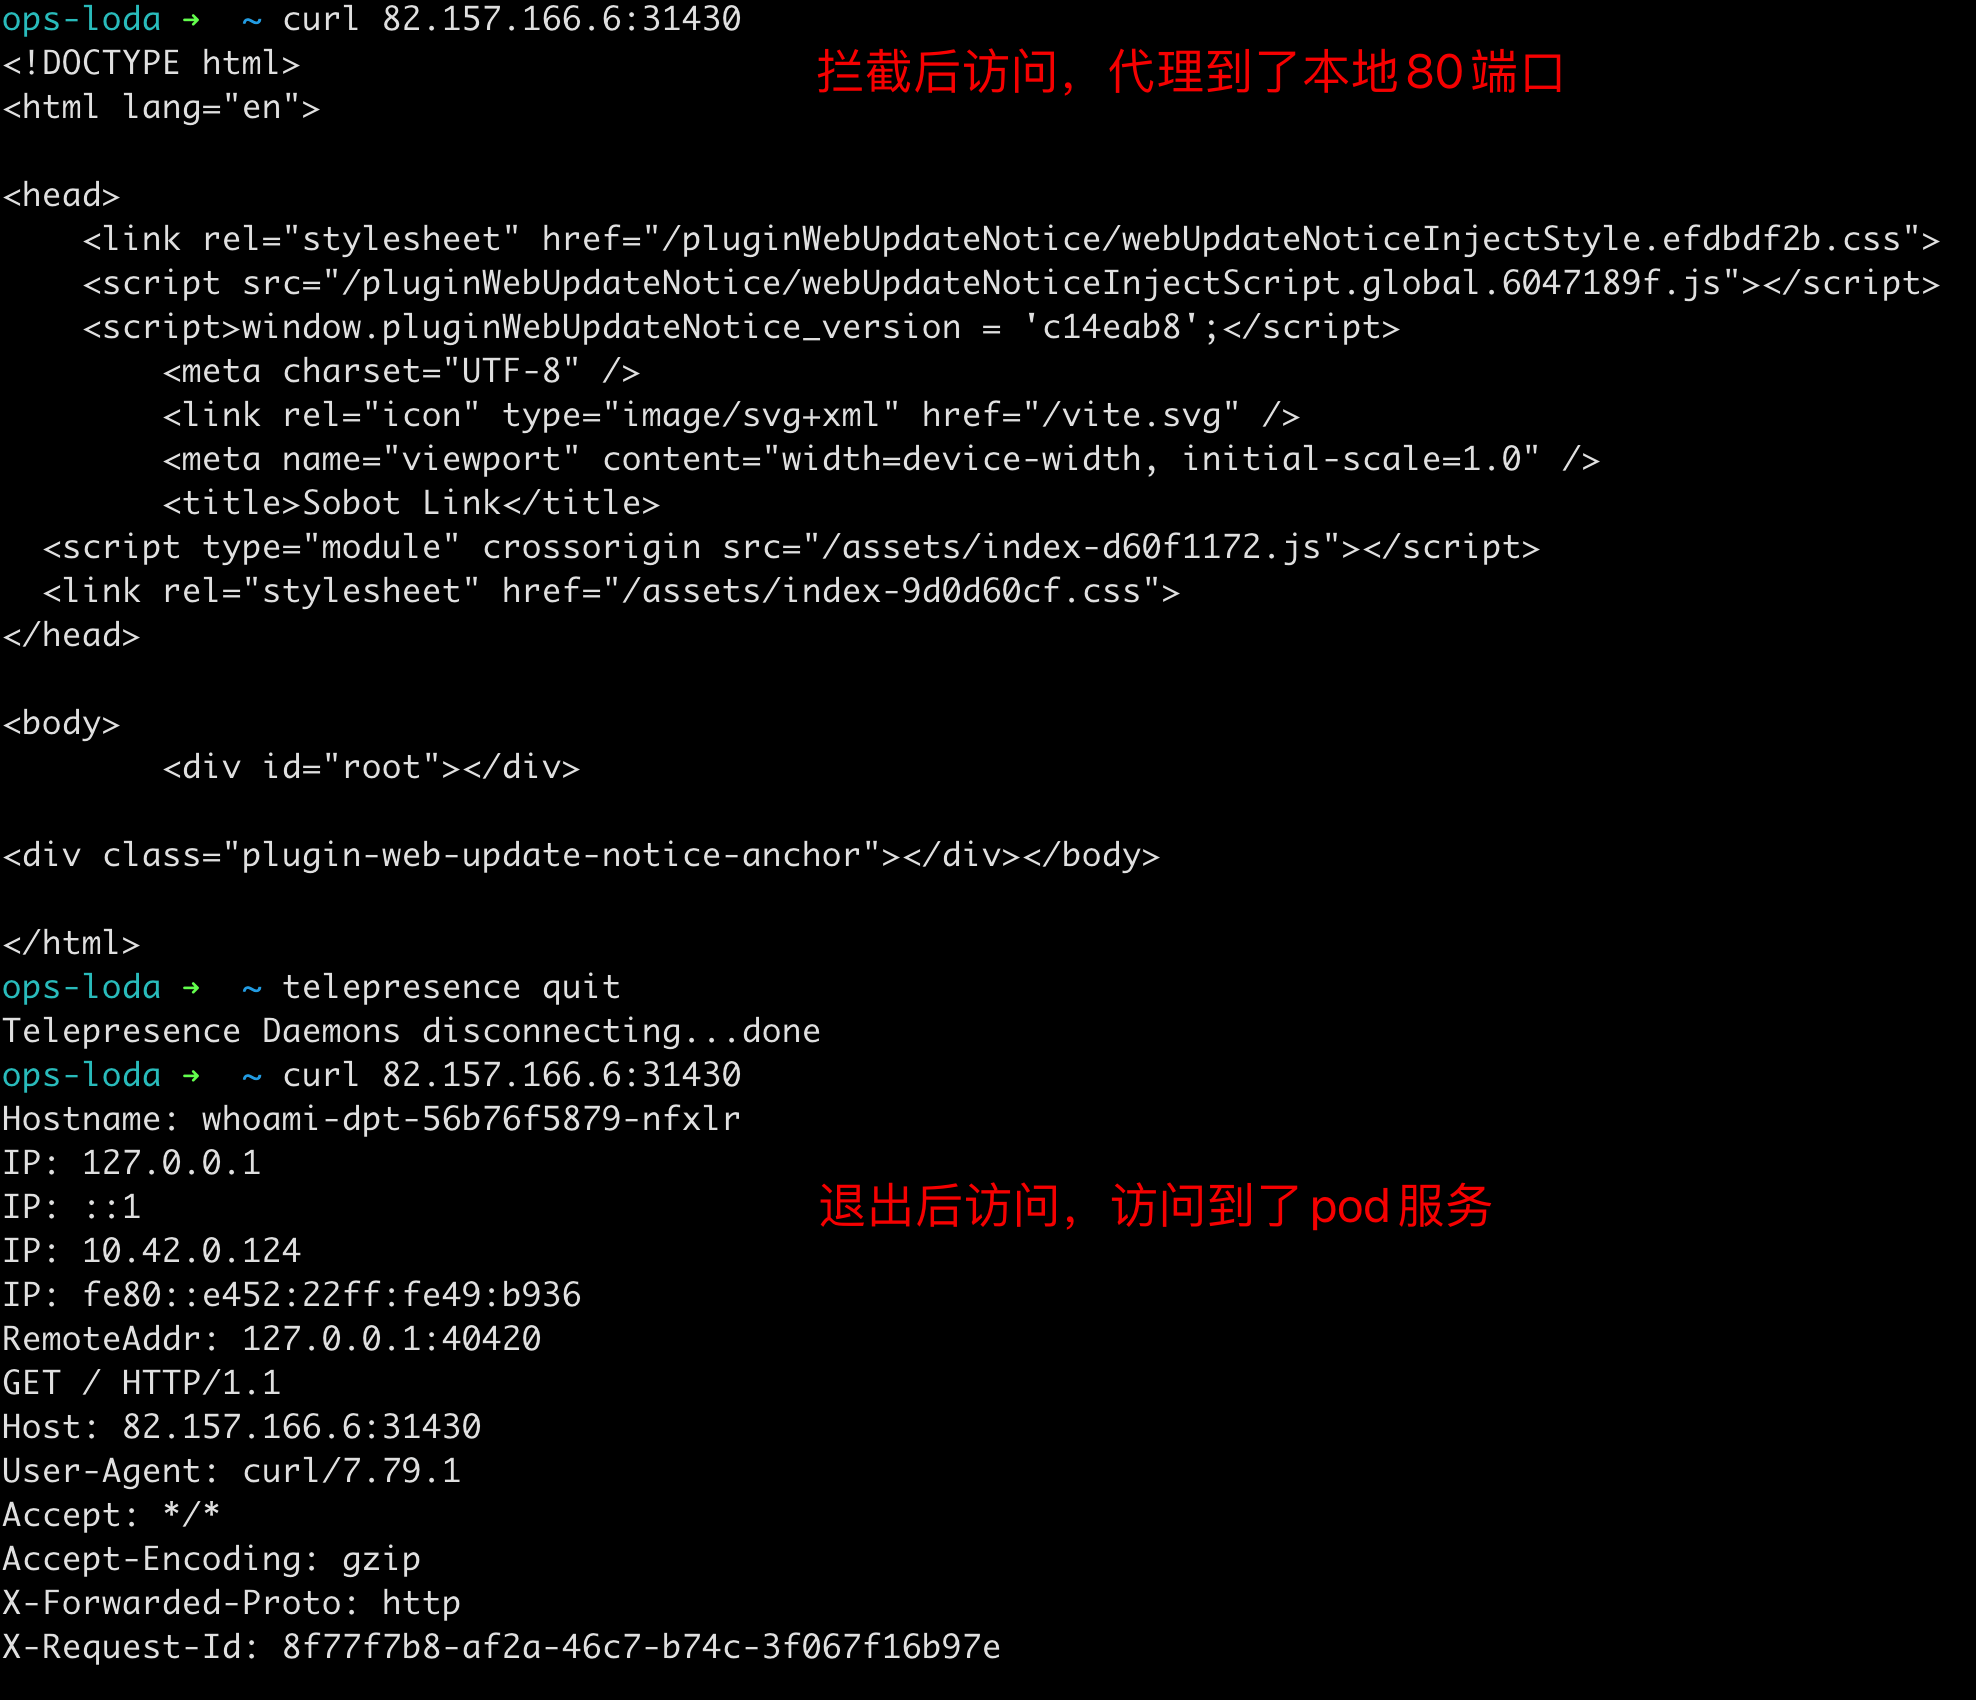 ops-loda ➜  ~ curl 82.157.166.6:31430
<!DOCTYPE html>
拦截后访问，代理到了本地80端口
<html lang="en">
<head>
    <link rel="stylesheet" href="/pluginWebUpdateNotice/webUpdateNoticeInjectStyle.efdbdf2b.css">
    <script src="/pluginWebUpdateNotice/webUpdateNoticeInjectScript.global.6047189f.js"></script>
    <script>window.pluginWebUpdateNotice_version = 'c14eab8';</script>
        <meta charset="UTF-8" />
        <link rel="icon" type="image/svg+xml" href="/vite.svg" />
        <meta name="viewport" content="width=device-width, initial-scale=1.0" />
        <title>Sobot Link</title>
  <script type="module" crossorigin src="/assets/index-d60f1172.js"></script>
  <link rel="stylesheet" href="/assets/index-9d0d60cf.css">
</head>
<body>
        <div id="root"></div>
<div class="plugin-web-update-notice-anchor"></div></body>
</html>
ops-loda ➜  ~ telepresence quit
Telepresence Daemons disconnecting...done
ops-loda ➜  ~ curl 82.157.166.6:31430
Hostname: whoami-dpt-56b76f5879-nfxlr
IP: 127.0.0.1
IP: ::1
退出后访问，访问到了pod服务
IP: 10.42.0.124
IP: fe80::e452:22ff:fe49:b936
RemoteAddr: 127.0.0.1:40420
GET / HTTP/1.1
Host: 82.157.166.6:31430
User-Agent: curl/7.79.1
Accept: */*
Accept-Encoding: gzip
X-Forwarded-Proto: http
X-Request-Id: 8f77f7b8-af2a-46c7-b74c-3f067f16b97e